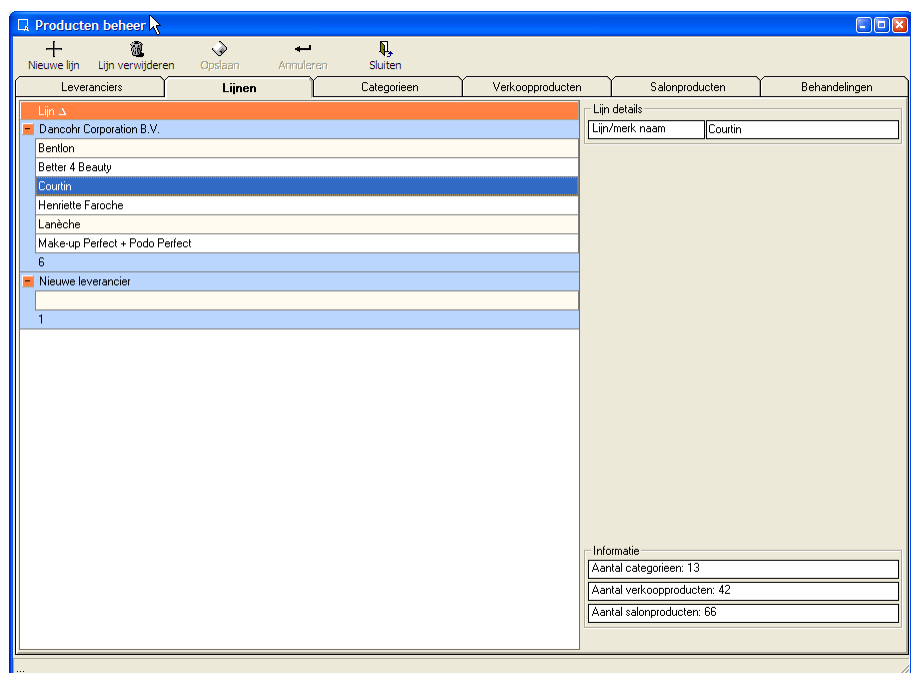 Producten beheer
Nieuwe lijn Lijn verwijderen Opslaan Annuleren Sluiten
Leveranciers Lijnen Categorieen Verkoopproducten Salonproducten Behandelingen
Lijn
Dancohr Corporation B.V.
Bentlon
Better 4 Beauty
Courtin
Henriette Faroche
Lanèche
Make-up Perfect + Podo Perfect
6
Nieuwe leverancier
1
Lijn details
Lijn/merk naam Courtin
Informatie
Aantal categorieen: 13
Aantal verkoopproducten: 42
Aantal salonproducten: 66
...